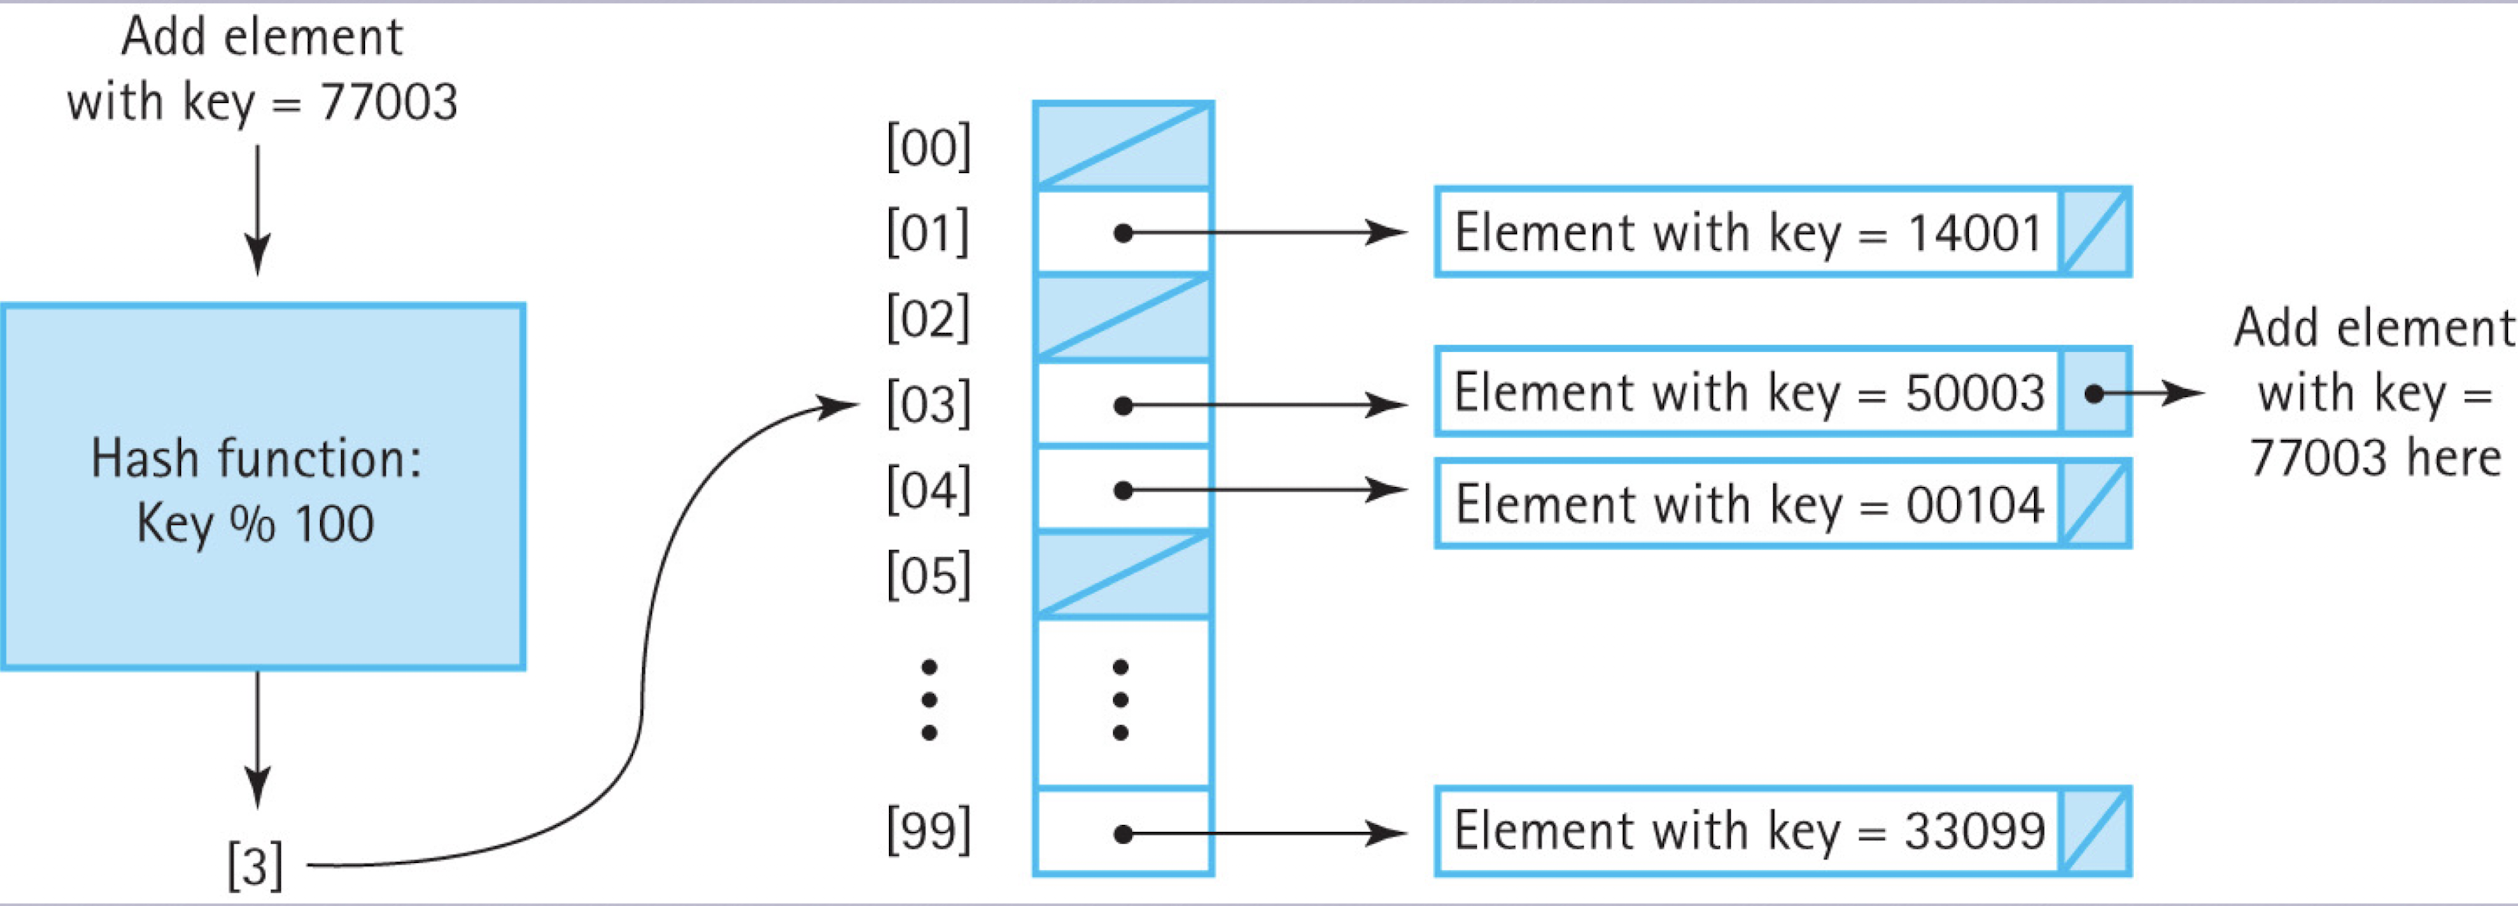 Add element
with key = 77003
Hash function:
Key % 100
[3]
[00]
[01]
[02]
[03]
[04]
[05]
[99]
Element with key = 14001
Element with key = 50003
Element with key = 00104
Element with key = 33099
Add element
with key =
77003 here